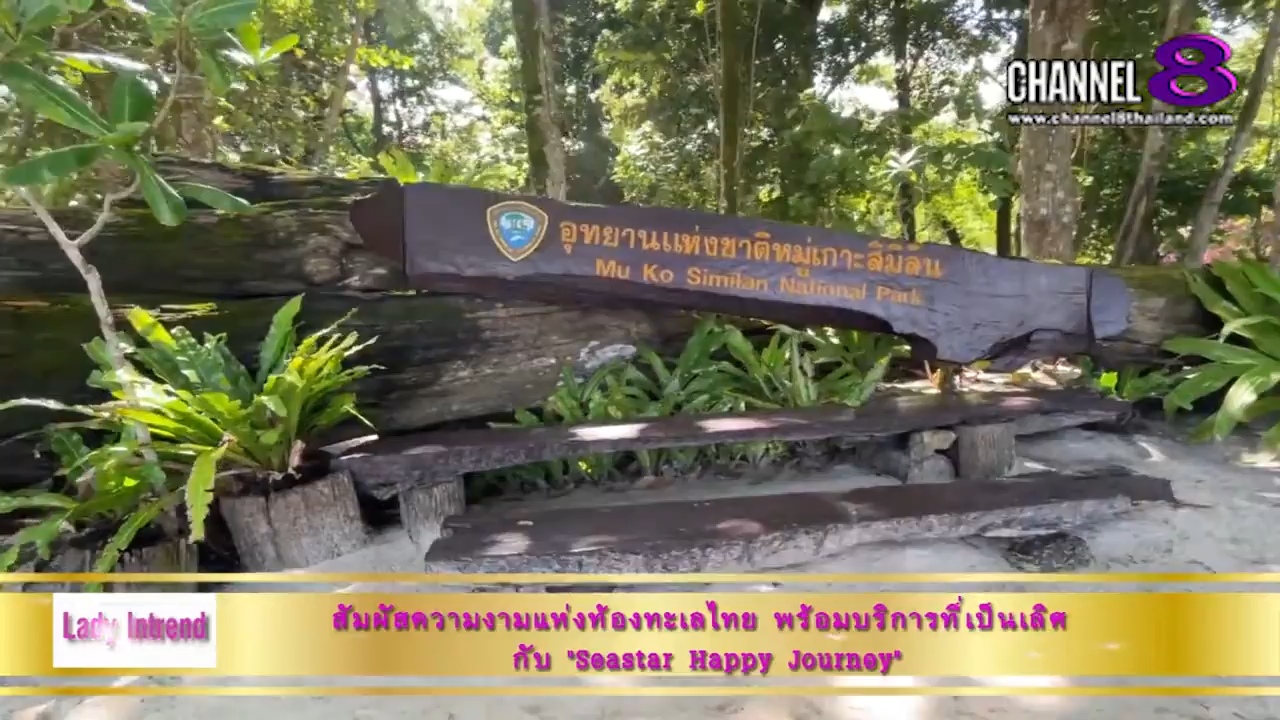 CHANNEL 8
www.channel8thailand.com
อุทยานแห่งชาติหมู่เกาะสิมิลัน
Mu Ko Similan National Park
Lady Intrend
สัมผัสความงามแห่งท้องทะเลไทย พร้อมบริการที่เป็นเลิศ
กับ "Seastar Happy Journey"